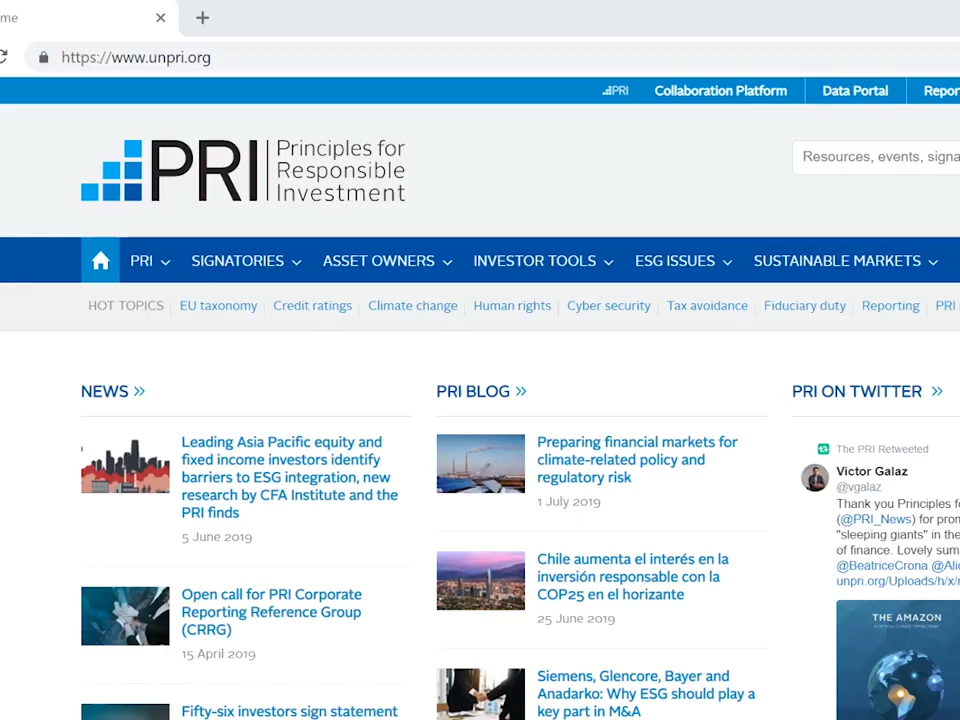 me
https://www.unpri.org
PRI
Collaboration Platform
Data Portal
Repor
PRI
Principles for
Responsible
Investment
Resources, events, signa
PRI
SIGNATORIES
ASSET OWNERS
INVESTOR TOOLS
ESG ISSUES
SUSTAINABLE MARKETS
HOT TOPICS
EU taxonomy
Credit ratings
Climate change
Human rights
Cyber security
Tax avoidance
Fiduciary duty
Reporting
PRI
NEWS
Leading Asia Pacific equity and
fixed income investors identify
barriers to ESG integration, new
research by CFA Institute and the
PRI finds
5 June 2019
Open call for PRI Corporate
Reporting Reference Group
(CRRG)
15 April 2019
Fifty-six investors sign statement
PRI BLOG
Preparing financial markets for
climate-related policy and
regulatory risk
1 July 2019
Chile aumenta el interés en la
inversión responsable con la
COP25 en el horizonte
25 June 2019
Siemens, Glencore, Bayer and
Anadarko: Why ESG should play a
key part in M&A
PRI ON TWITTER
The PRI Retweeted
Victor Galaz
@vgalaz
Thank you Principles fo
(@PRI_News) for pron
"sleeping giants" in the
of finance. Lovely sum
@BeatriceCrona @Alic
unpri.org/Uploads/h/x/r
THE AMAZON